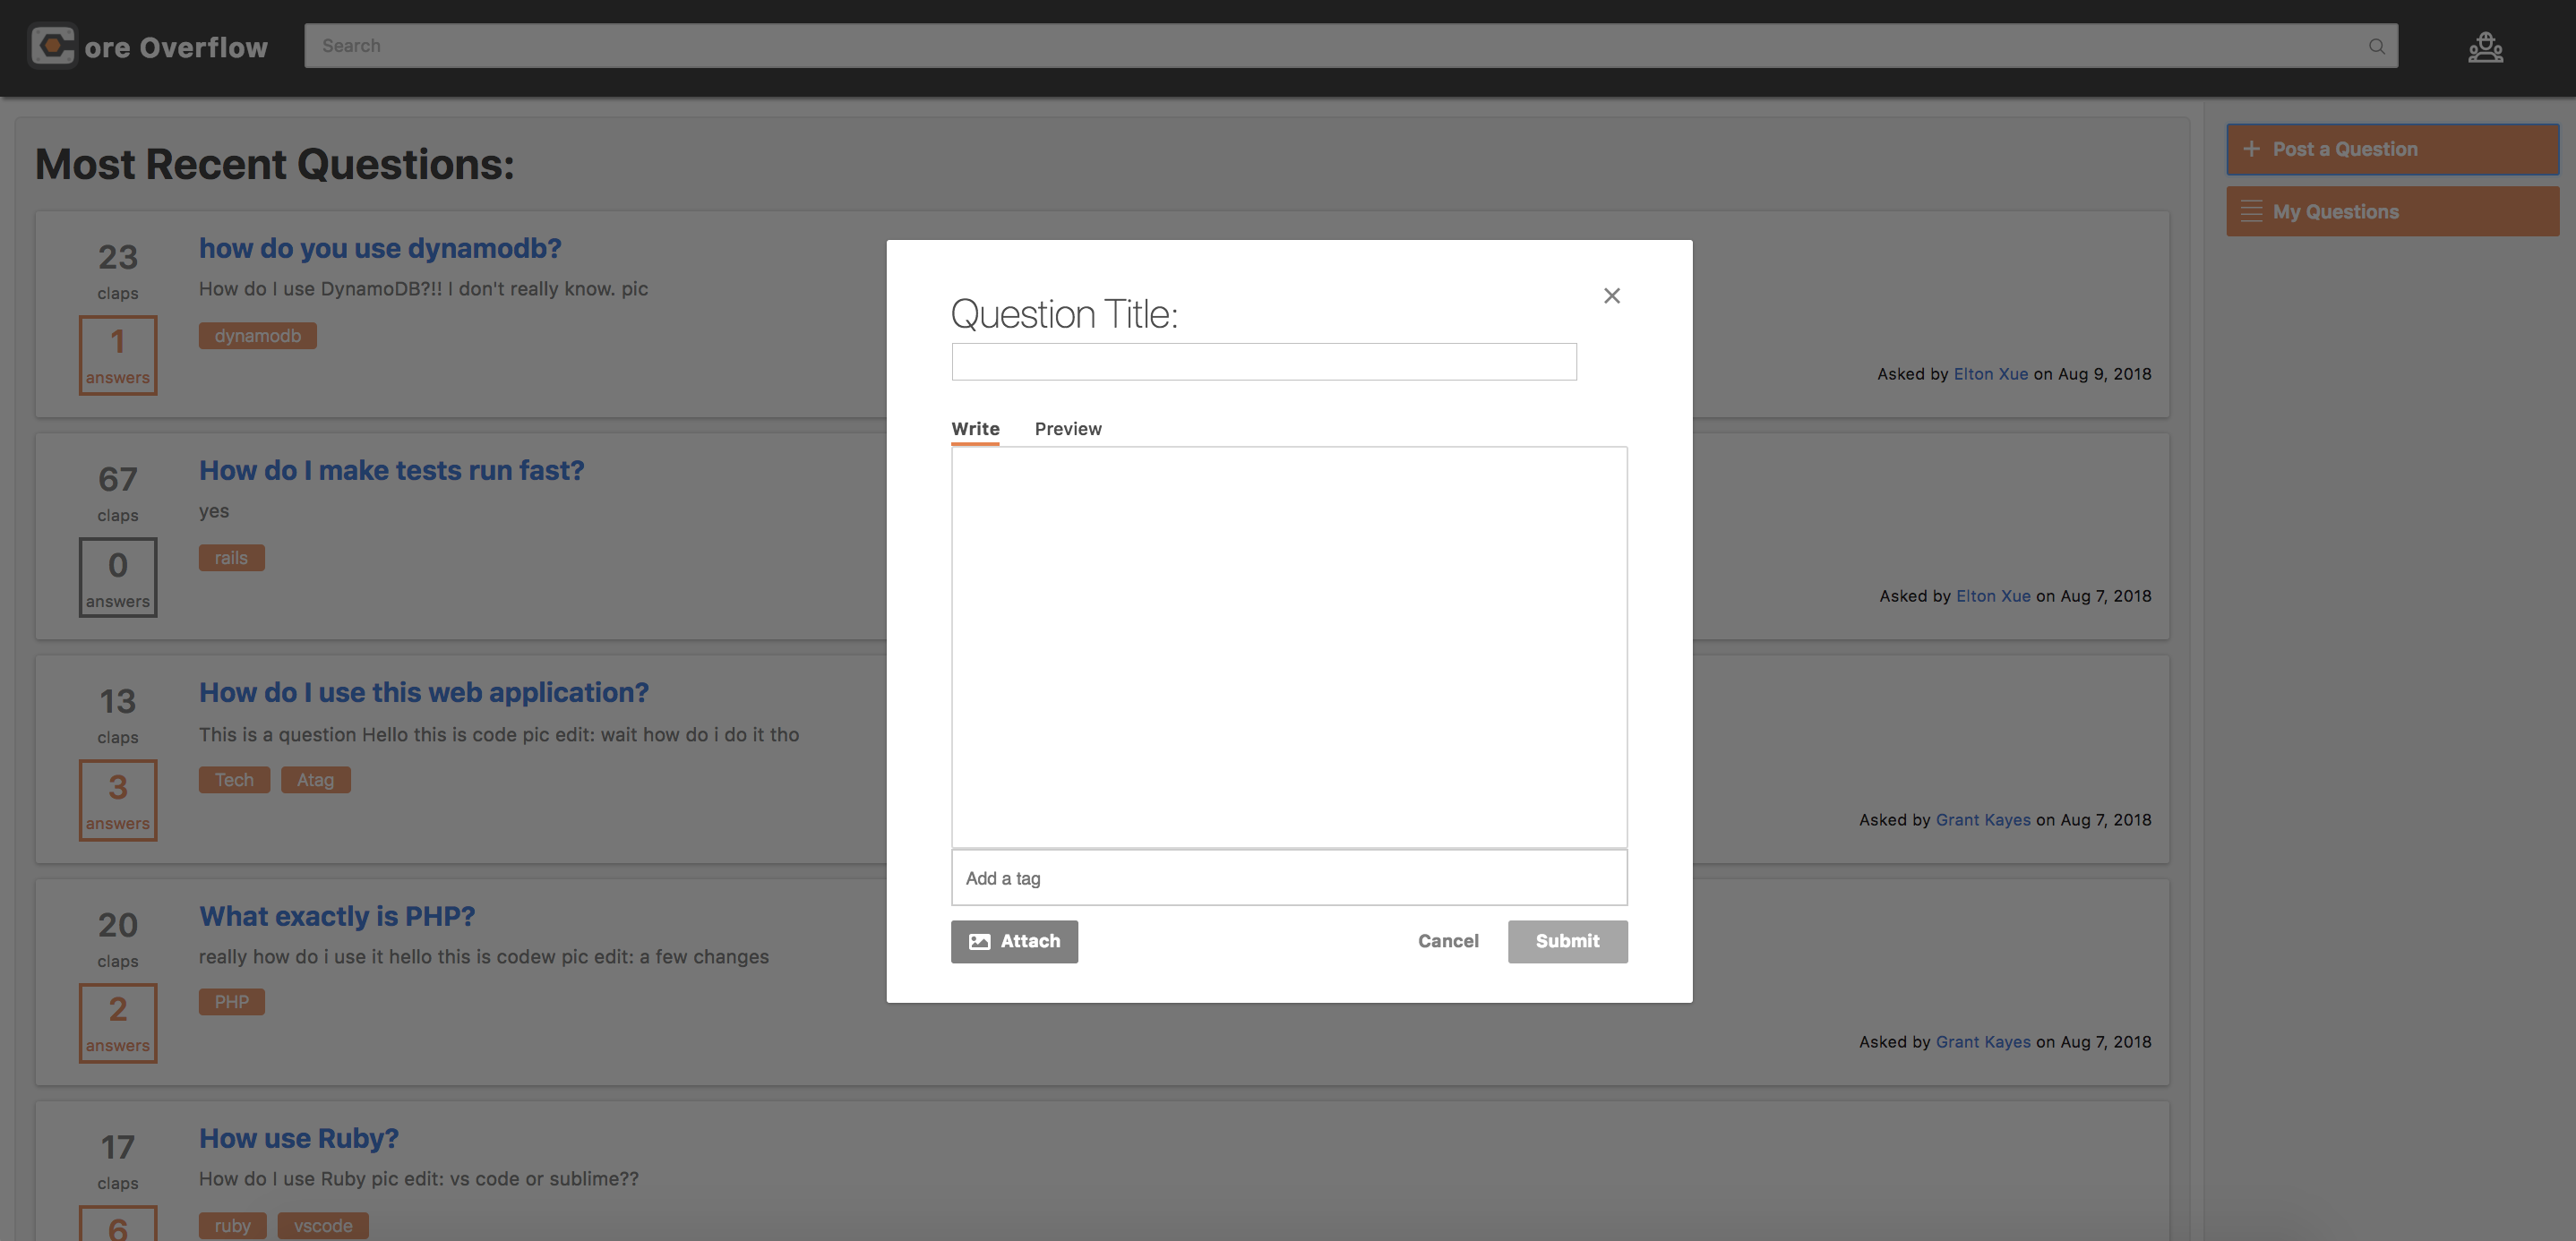 ore Overflow
Search
Most Recent Questions:
+ Post a Question
My Questions
23
claps
1
answers
how do you use dynamodb?
How do I use DynamoDB?!! I don't really know. pic
dynamodb
Asked by Elton Xue on Aug 9, 2018
67
claps
0
answers
How do I make tests run fast?
yes
rails
Asked by Elton Xue on Aug 7, 2018
13
claps
3
answers
How do I use this web application?
This is a question Hello this is code pic edit: wait how do i do it tho
Tech Atag
Asked by Grant Kayes on Aug 7, 2018
20
claps
2
answers
What exactly is PHP?
really how do i use it hello this is codew pic edit: a few changes
PHP
Asked by Grant Kayes on Aug 7, 2018
17
claps
6
How use Ruby?
How do I use Ruby pic edit: vs code or sublime??
ruby vscode
Question Title:
Write Preview
Add a tag
Attach
Cancel Submit